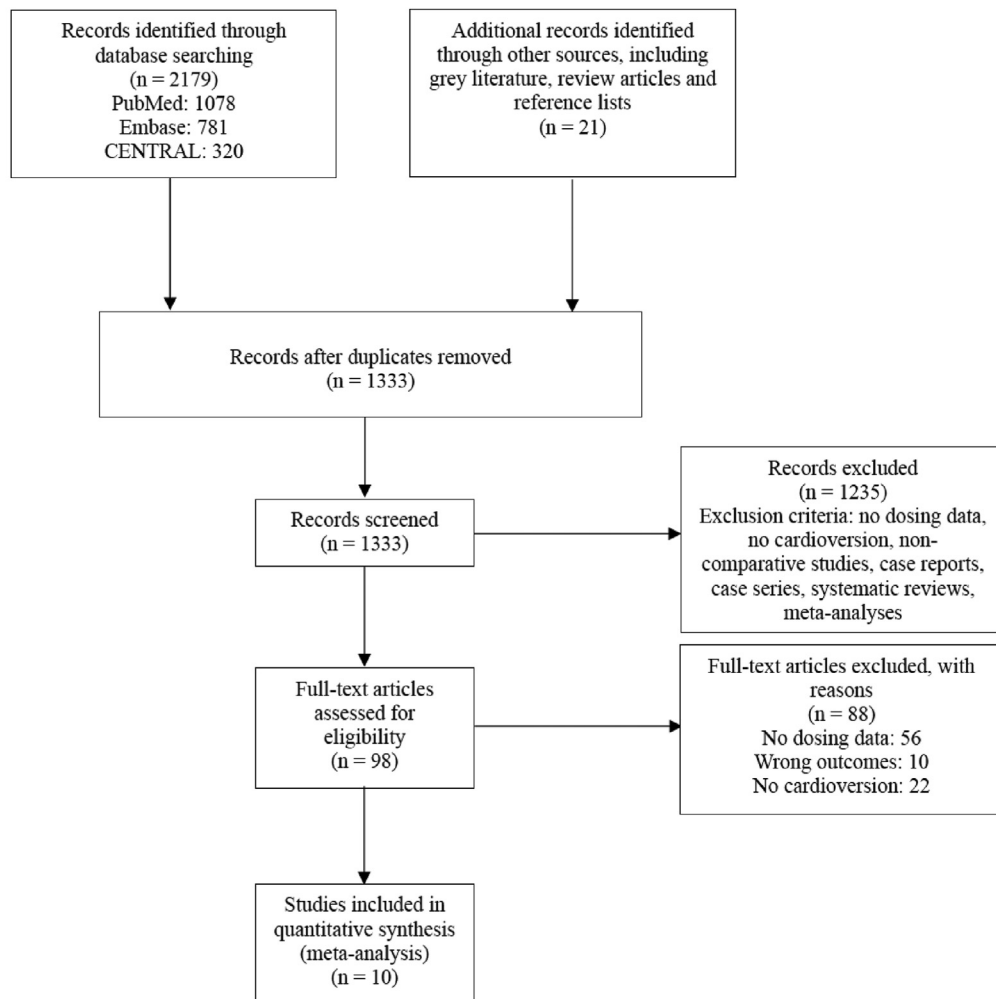 Records identified through
database searching
(n = 2179)
PubMed: 1078
Embase: 781
CENTRAL: 320
Additional records identified
through other sources, including
grey literature, review articles and
reference lists
(n = 21)
Records after duplicates removed
(n = 1333)
Records screened
(n = 1333)
Records excluded
(n = 1235)
Exclusion criteria: no dosing data,
no cardioversion, non-
comparative studies, case reports,
case series, systematic reviews,
meta-analyses
Full-text articles
assessed for
eligibility
(n = 98)
Full-text articles excluded, with
reasons
(n = 88)
No dosing data: 56
Wrong outcomes: 10
No cardioversion: 22
Studies included in
quantitative synthesis
(meta-analysis)
(n = 10)